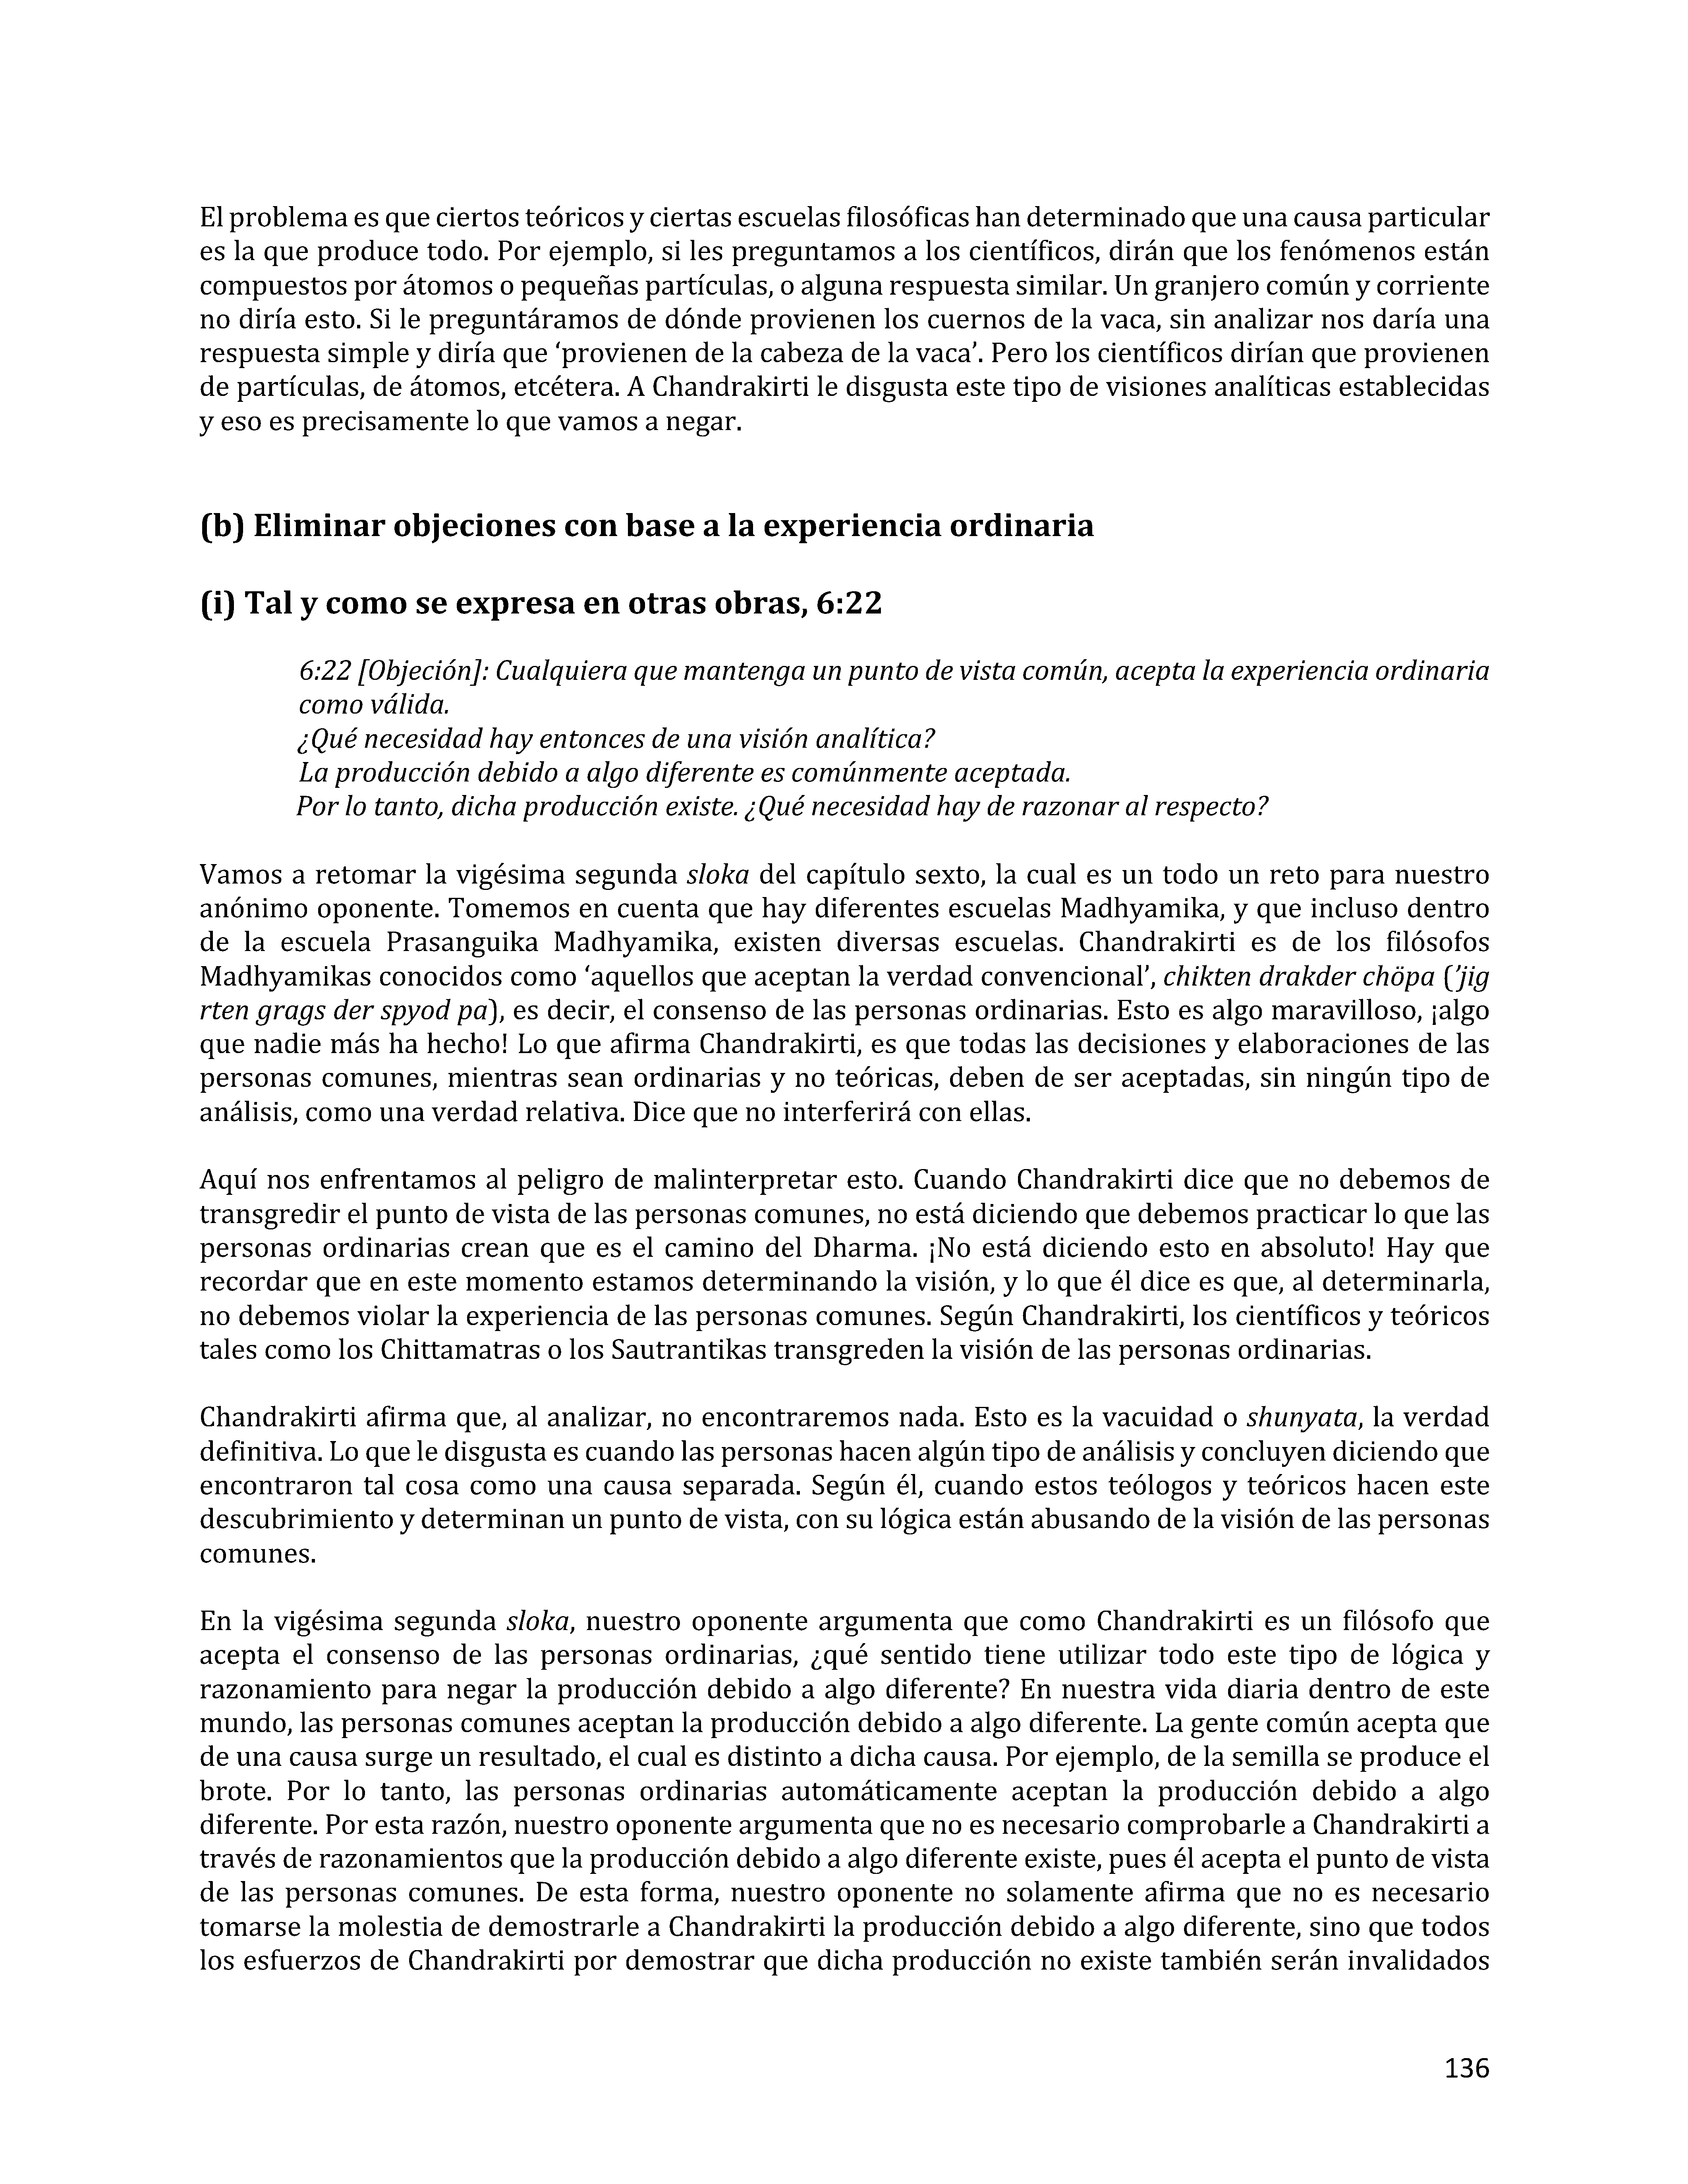 El problema es que ciertos teóricos y ciertas escuelas filosóficas han determinado que una causa particular
es la que produce todo. Por ejemplo, si les preguntamos a los científicos, dirán que los fenómenos están
compuestos por átomos o pequeñas partículas, o alguna respuesta similar. Un granjero común y corriente
no diría esto. Si le preguntáramos de dónde provienen los cuernos de la vaca, sin analizar nos daría una
respuesta simple y diría que ‘provienen de la cabeza de la vaca’. Pero los científicos dirían que provienen
de partículas, de átomos, etcétera. A Chandrakirti le disgusta este tipo de visiones analíticas establecidas
y eso es precisamente lo que vamos a negar.
(b) Eliminar objeciones con base a la experiencia ordinaria
(i) Tal y como se expresa en otras obras, 6:22
6:22 [Objeción]: Cualquiera que mantenga un punto de vista común, acepta la experiencia ordinaria
como válida.
¿Qué necesidad hay entonces de una visión analítica?
La producción debido a algo diferente es comúnmente aceptada.
Por lo tanto, dicha producción existe. ¿Qué necesidad hay de razonar al respecto?
Vamos a retomar la vigésima segunda sloka del capítulo sexto, la cual es un todo un reto para nuestro
anónimo oponente. Tomemos en cuenta que hay diferentes escuelas Madhyamika, y que incluso dentro
de la escuela Prasanguika Madhyamika, existen diversas escuelas. Chandrakirti es de los filósofos
Madhyamikas conocidos como ‘aquellos que aceptan la verdad convencional’, chikten drakder chöpa (’jig
rten grags der spyod pa), es decir, el consenso de las personas ordinarias. Esto es algo maravilloso, ¡algo
que nadie más ha hecho! Lo que afirma Chandrakirti, es que todas las decisiones y elaboraciones de las
personas comunes, mientras sean ordinarias y no teóricas, deben de ser aceptadas, sin ningún tipo de
análisis, como una verdad relativa. Dice que no interferirá con ellas.
Aquí nos enfrentamos al peligro de malinterpretar esto. Cuando Chandrakirti dice que no debemos de
transgredir el punto de vista de las personas comunes, no está diciendo que debemos practicar lo que las
personas ordinarias crean que es el camino del Dharma. ¡No está diciendo esto en absoluto! Hay que
recordar que en este momento estamos determinando la visión, y lo que él dice es que, al determinarla,
no debemos violar la experiencia de las personas comunes. Según Chandrakirti, los científicos y teóricos
tales como los Chittamatras o los Sautrantikas transgreden la visión de las personas ordinarias.
Chandrakirti afirma que, al analizar, no encontraremos nada. Esto es la vacuidad o shunyata, la verdad
definitiva. Lo que le disgusta es cuando las personas hacen algún tipo de análisis y concluyen diciendo que
encontraron tal cosa como una causa separada. Según él, cuando estos teólogos y teóricos hacen este
descubrimiento y determinan un punto de vista, con su lógica están abusando de la visión de las personas
comunes.
En la vigésima segunda sloka, nuestro oponente argumenta que como Chandrakirti es un filósofo que
acepta el consenso de las personas ordinarias, ¿qué sentido tiene utilizar todo este tipo de lógica y
razonamiento para negar la producción debido a algo diferente? En nuestra vida diaria dentro de este
mundo, las personas comunes aceptan la producción debido a algo diferente. La gente común acepta que
de una causa surge un resultado, el cual es distinto a dicha causa. Por ejemplo, de la semilla se produce el
brote. Por lo tanto, las personas ordinarias automáticamente aceptan la producción debido a algo
diferente. Por esta razón, nuestro oponente argumenta que no es necesario comprobarle a Chandrakirti a
través de razonamientos que la producción debido a algo diferente existe, pues él acepta el punto de vista
de las personas comunes. De esta forma, nuestro oponente no solamente afirma que no es necesario
tomarse la molestia de demostrarle a Chandrakirti la producción debido a algo diferente, sino que todos
los esfuerzos de Chandrakirti por demostrar que dicha producción no existe también serán invalidados
136